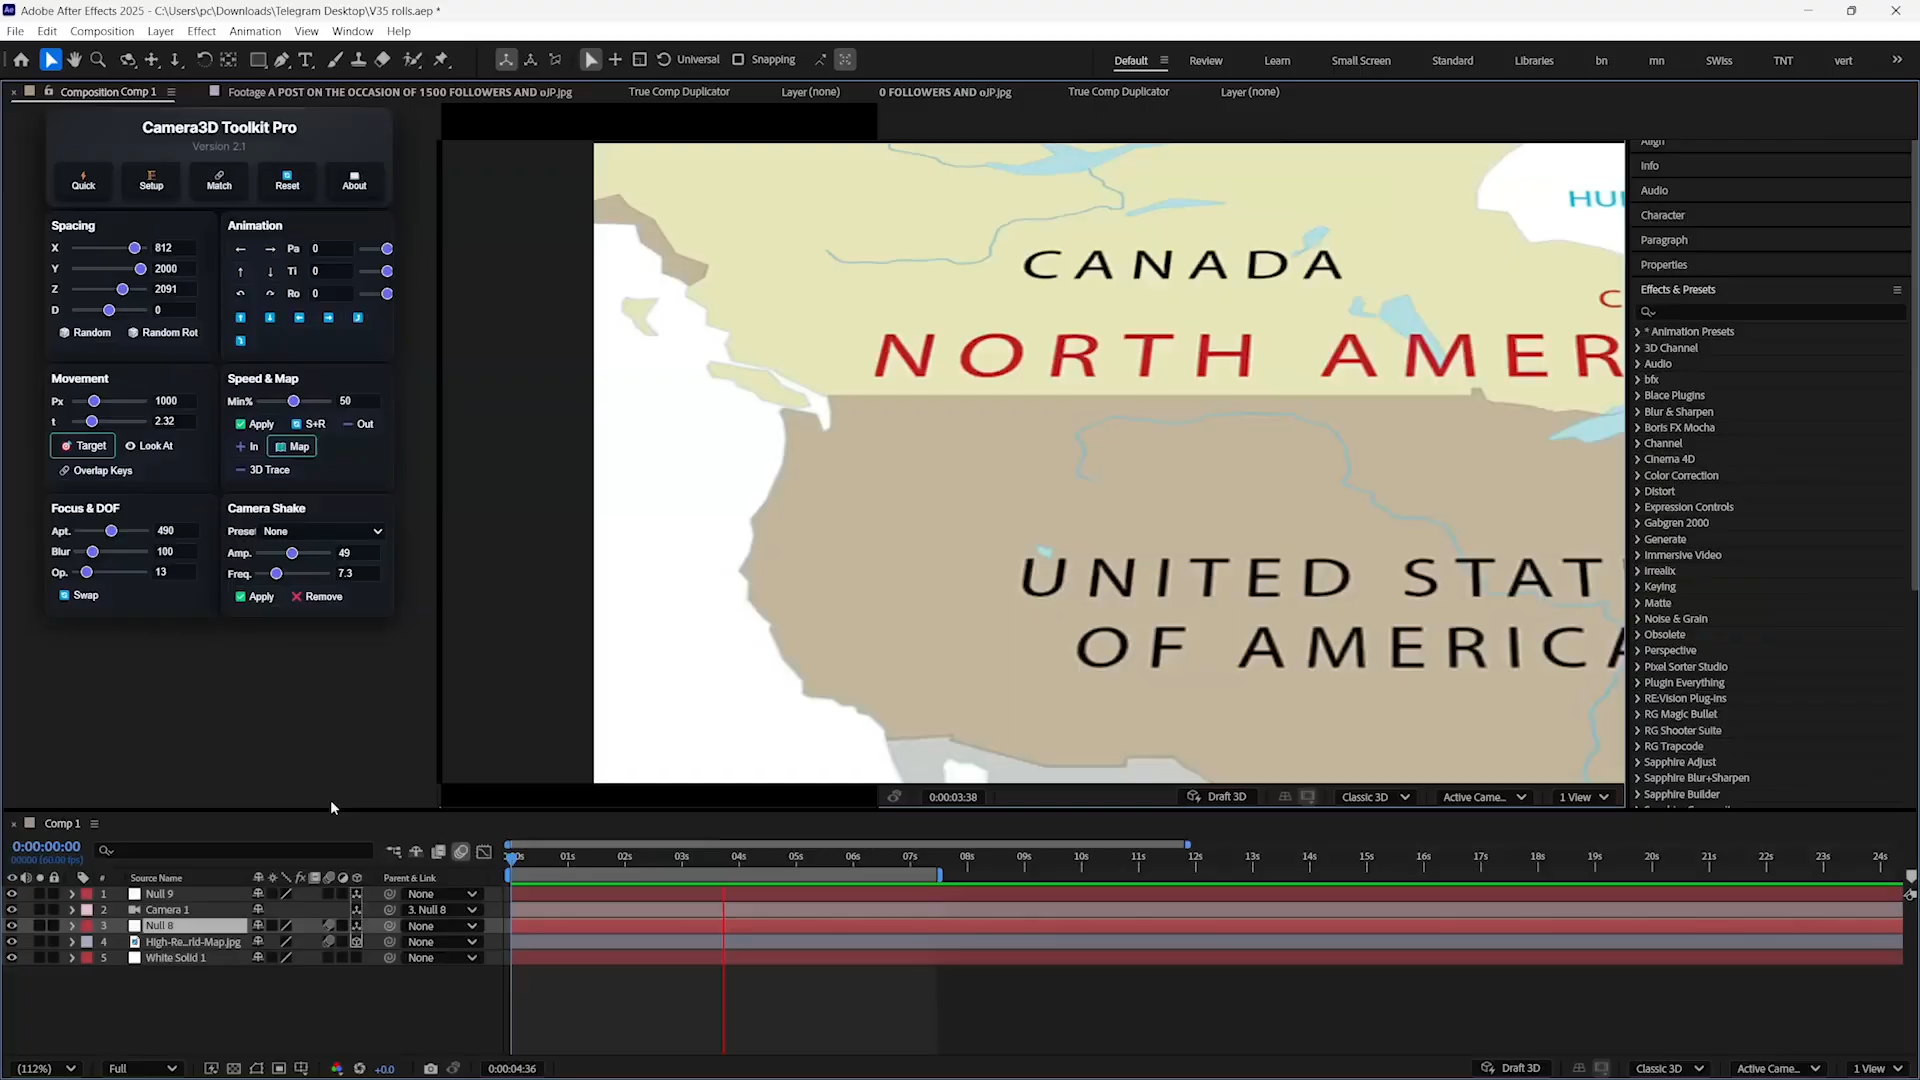 Adobe After Effects 2025 - C:\Users\pc\Downloads\Telegram Desktop\V35 rolls.aep *
File Edit Composition Layer Effect Animation View Window Help
Universal Snapping
Default Review Learn Small Screen Standard Libraries bn mn SWiss TNT vert
Composition Comp 1 Footage A POST ON THE OCCASION OF 1500 FOLLOWERS AND oJP.jpg True Comp Duplicator Layer (none) 0 FOLLOWERS AND oJP.jpg True Comp Duplicator Layer (none)
Camera3D Toolkit Pro
Version 2.1
Quick Setup Match Reset About
Spacing
X 812
Y 2000
Z 2091
D 0
Random Random Rot
Animation
Pa 0
Ti 0
Ro 0
Movement
Px 1000
t 2.32
Target Look At
Overlap Keys
Speed & Map
Min% 50
Apply S+R Out
In Map
3D Trace
Focus & DOF
Apt. 490
Blur 100
Op. 13
Swap
Camera Shake
Prese None
Amp. 49
Freq. 7.3
Apply Remove
HU
CANADA
C
NORTH AMER
UNITED STAT
OF AMERICA
0:00:03:38 Draft 3D Classic 3D Active Came... 1 View
Align
Info
Audio
Character
Paragraph
Properties
Effects & Presets
* Animation Presets
3D Channel
Audio
bfx
Blace Plugins
Blur & Sharpen
Boris FX Mocha
Channel
Cinema 4D
Color Correction
Distort
Expression Controls
Gabgren 2000
Generate
Immersive Video
Irrealix
Keying
Matte
Noise & Grain
Obsolete
Perspective
Pixel Sorter Studio
Plugin Everything
RE:Vision Plug-ins
RG Magic Bullet
RG Shooter Suite
RG Trapcode
Sapphire Adjust
Sapphire Blur+Sharpen
Sapphire Builder
Comp 1
0:00:00:00
00000 (60.00 fps)
01s 02s 03s 04s 05s 06s 07s 08s 09s 10s 11s 12s 13s 14s 15s 16s 17s 18s 19s 20s 21s 22s 23s 24s
# Source Name fx Parent & Link
1 Null 9 None
2 Camera 1 3. Null 8
3 Null 8 None
4 High-Re...rld-Map.jpg None
5 White Solid 1 None
(112%) Full +0.0 0:00:04:36 Draft 3D Classic 3D Active Came... 1 View